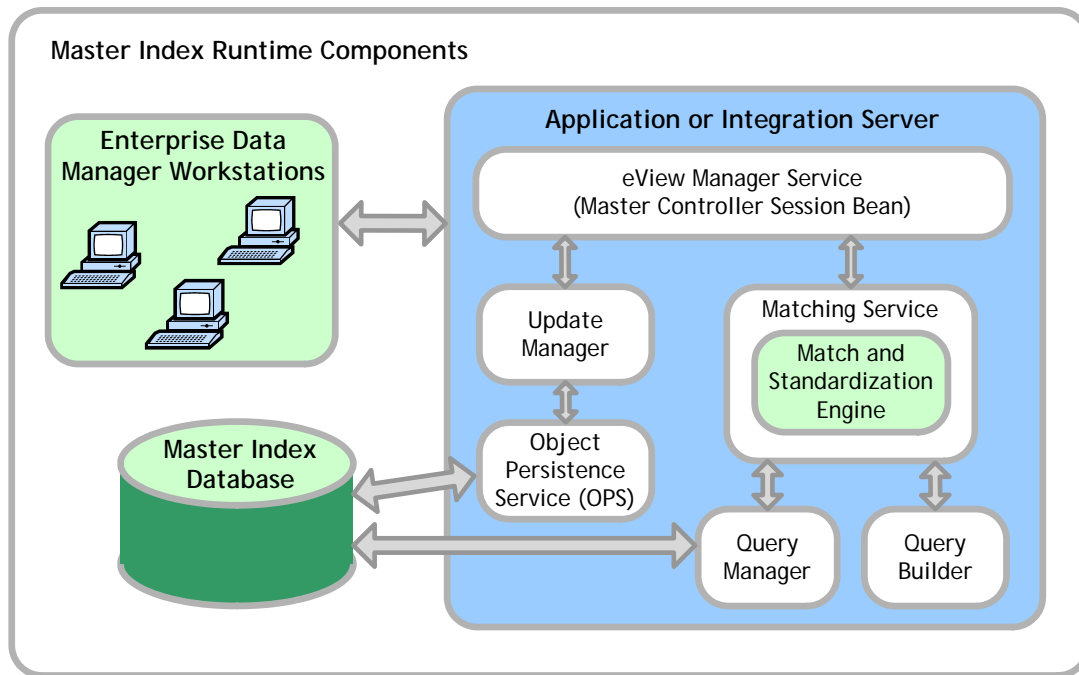 Master Index Runtime Components
Enterprise Data
Manager Workstations
Application or Integration Server
eView Manager Service
(Master Controller Session Bean)
Update
Manager
Matching Service
Match and
Standardization
Engine
Master Index
Database
Object
Persistence
Service (OPS)
Query
Manager
Query
Builder